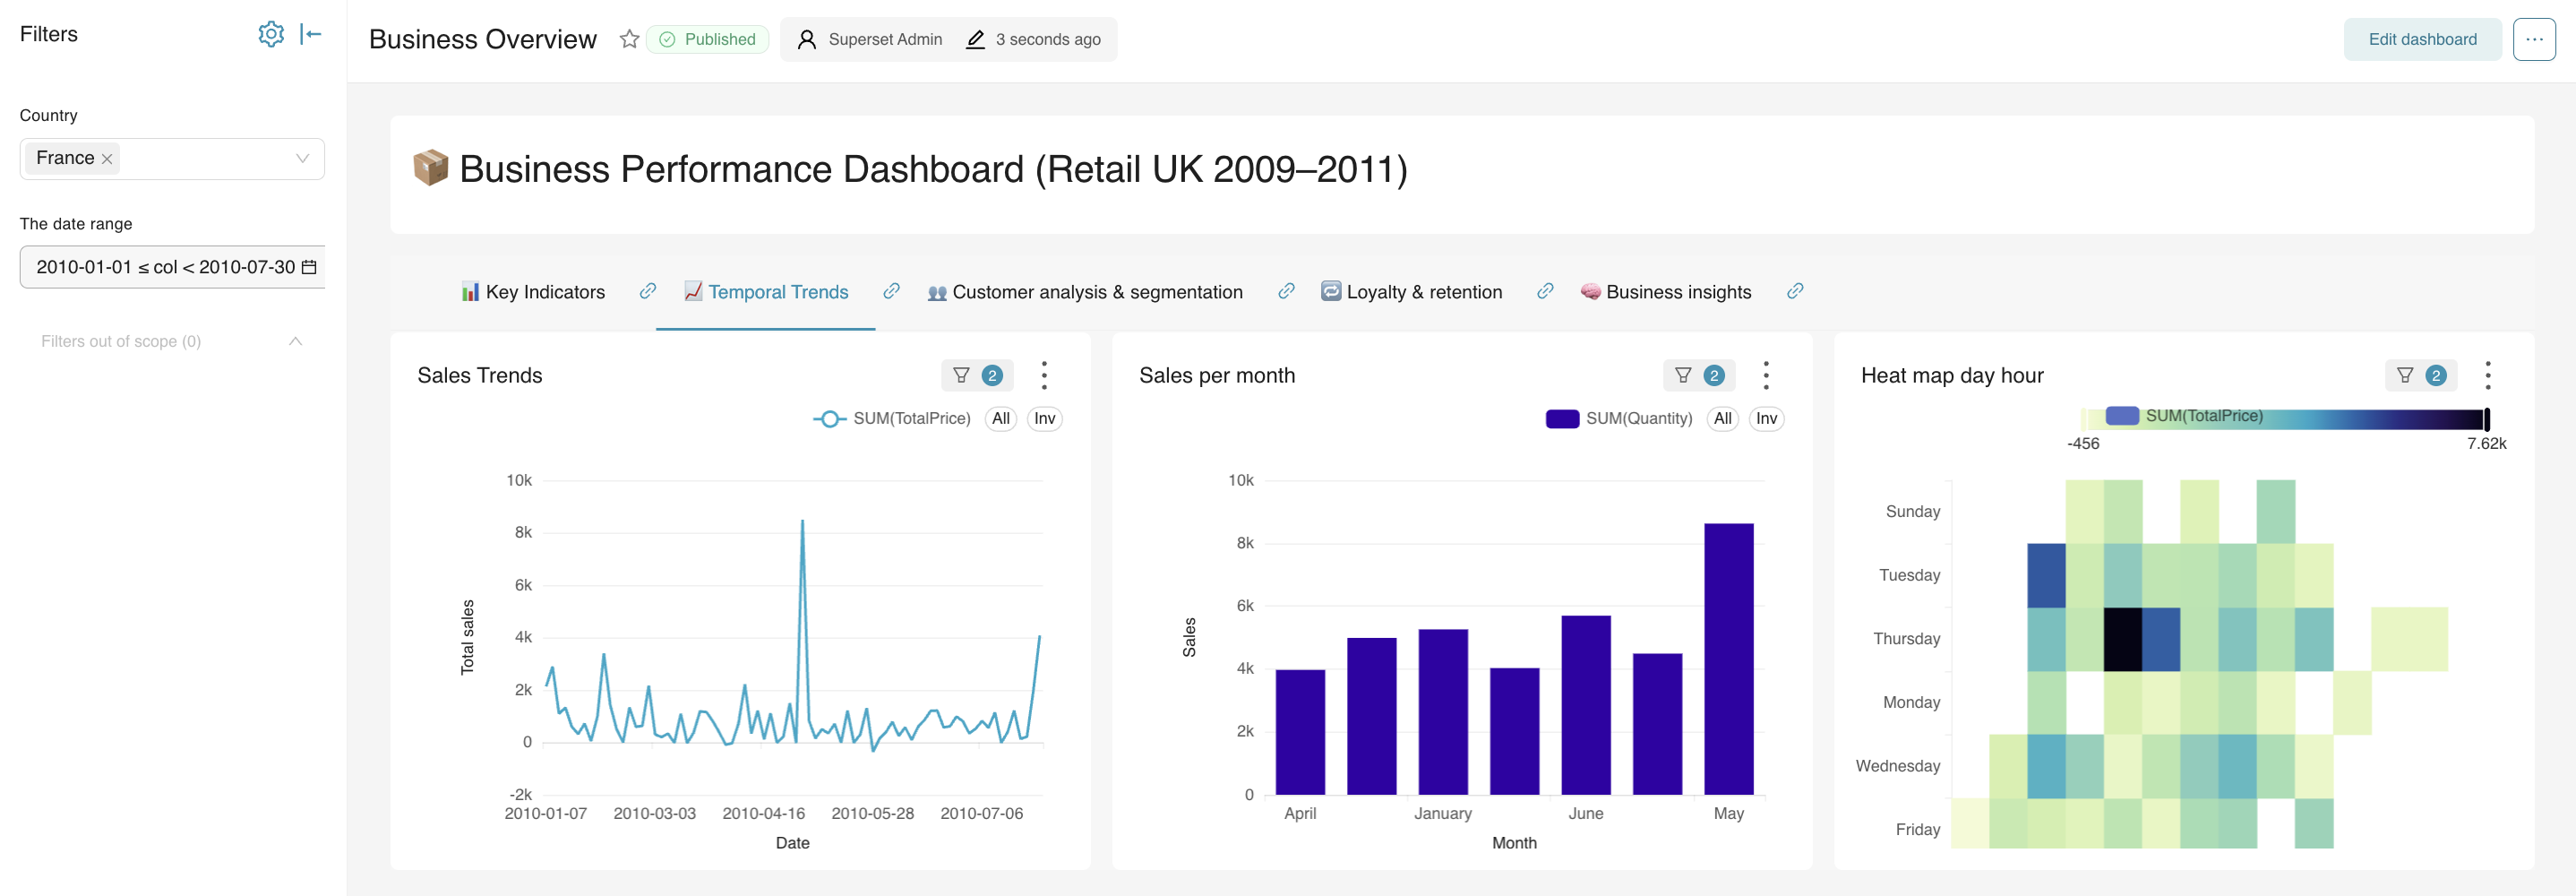 Filters
Country
France
The date range
2010-01-01 ≤ col < 2010-07-30
Filters out of scope (0)
Business Overview
Published
Superset Admin
3 seconds ago
Edit dashboard
Business Performance Dashboard (Retail UK 2009–2011)
Key Indicators
Temporal Trends
Customer analysis & segmentation
Loyalty & retention
Business insights
Sales Trends
2
SUM(TotalPrice)
All
Inv
Total sales
10k
8k
6k
4k
2k
0
-2k
2010-01-07
2010-03-03
2010-04-16
2010-05-28
2010-07-06
Date
Sales per month
2
SUM(Quantity)
All
Inv
Sales
10k
8k
6k
4k
2k
0
April
January
June
May
Month
Heat map day hour
2
SUM(TotalPrice)
-456
7.62k
Sunday
Tuesday
Thursday
Monday
Wednesday
Friday